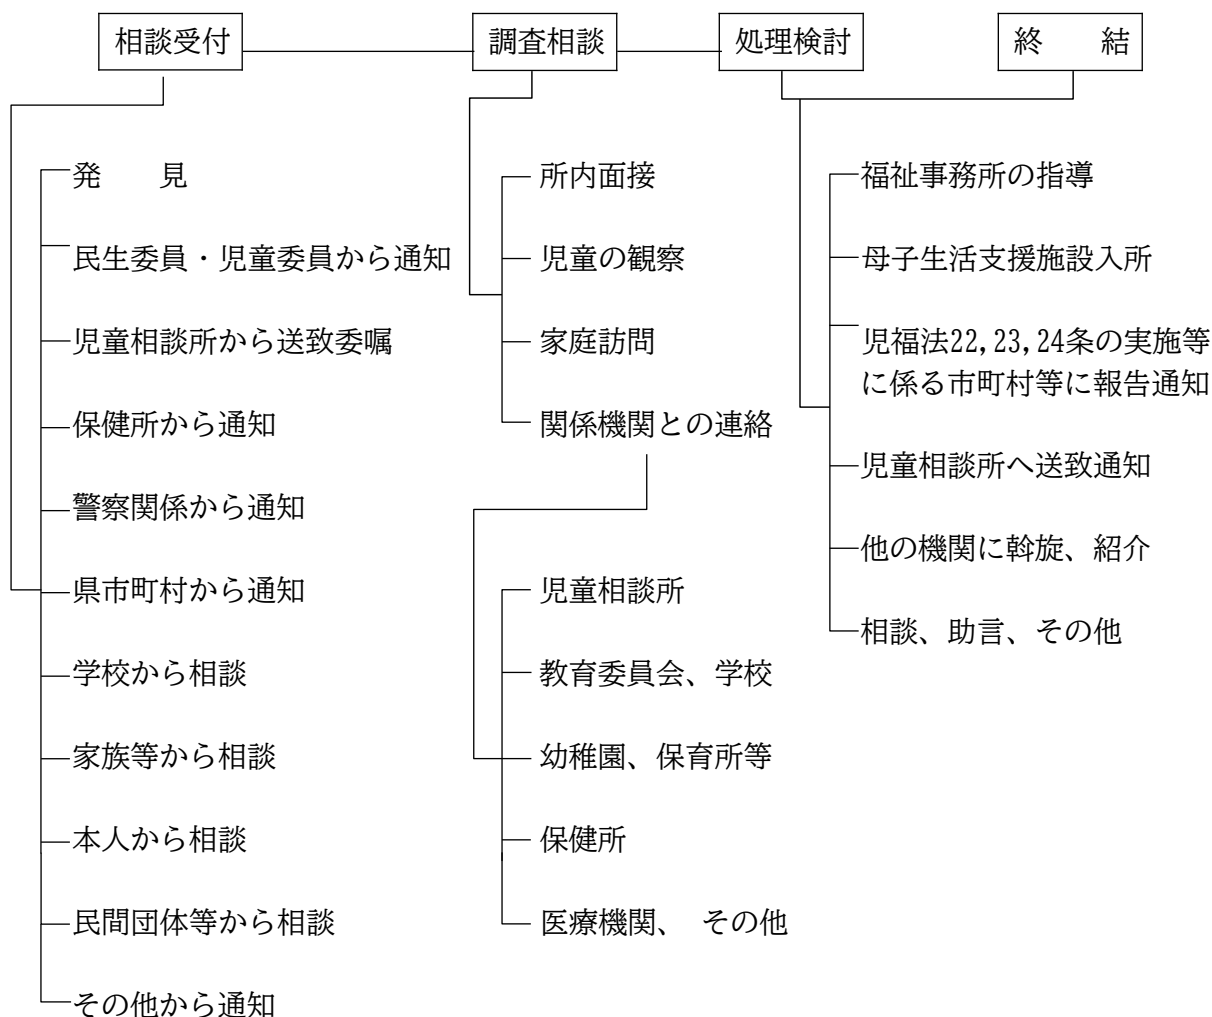 相談受付
調査相談
処理検討
終　　結
発　　見
民生委員・児童委員から通知
児童相談所から送致委嘱
保健所から通知
警察関係から通知
県市町村から通知
学校から相談
家族等から相談
本人から相談
民間団体等から相談
その他から通知
所内面接
児童の観察
家庭訪問
関係機関との連絡
児童相談所
教育委員会、学校
幼稚園、保育所等
保健所
医療機関、 その他
福祉事務所の指導
母子生活支援施設入所
児福法22,23,24条の実施等
に係る市町村等に報告通知
児童相談所へ送致通知
他の機関に斡旋、紹介
相談、助言、その他